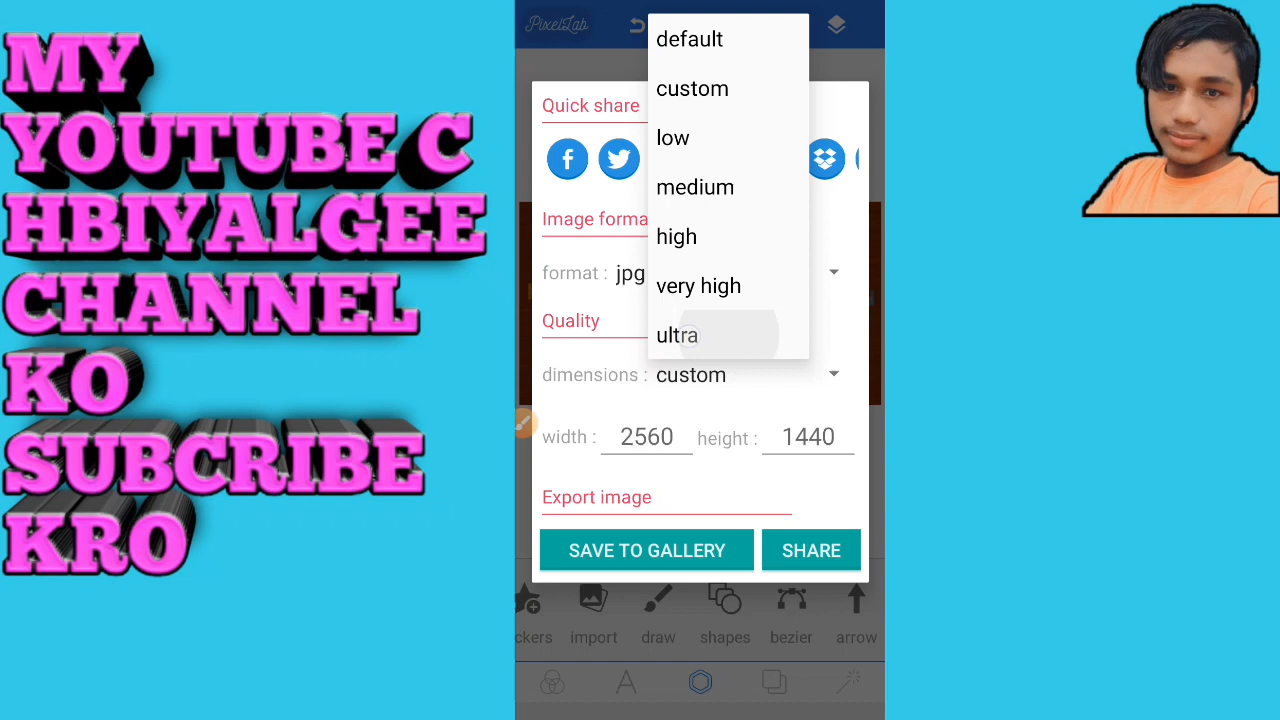 MY
YOUTUBE C
HBIYALGEE
CHANNEL
KO
SUBCRIBE
KRO
PixelLab
default
custom
low
medium
high
very high
ultra
Quick share
Image forma
format : jpg
Quality
dimensions : custom
width : 2560 height : 1440
Export image
SAVE TO GALLERY SHARE
ckers import draw shapes bezier arrow